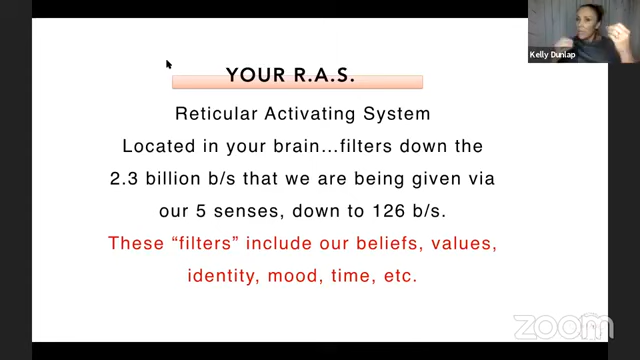 Kelly Dunlap
YOUR R.A.S.
Reticular Activating System
Located in your brain...filters down the
2.3 billion b/s that we are being given via
our 5 senses, down to 126 b/s.
These “filters” include our beliefs, values,
identity, mood, time, etc.
zoom